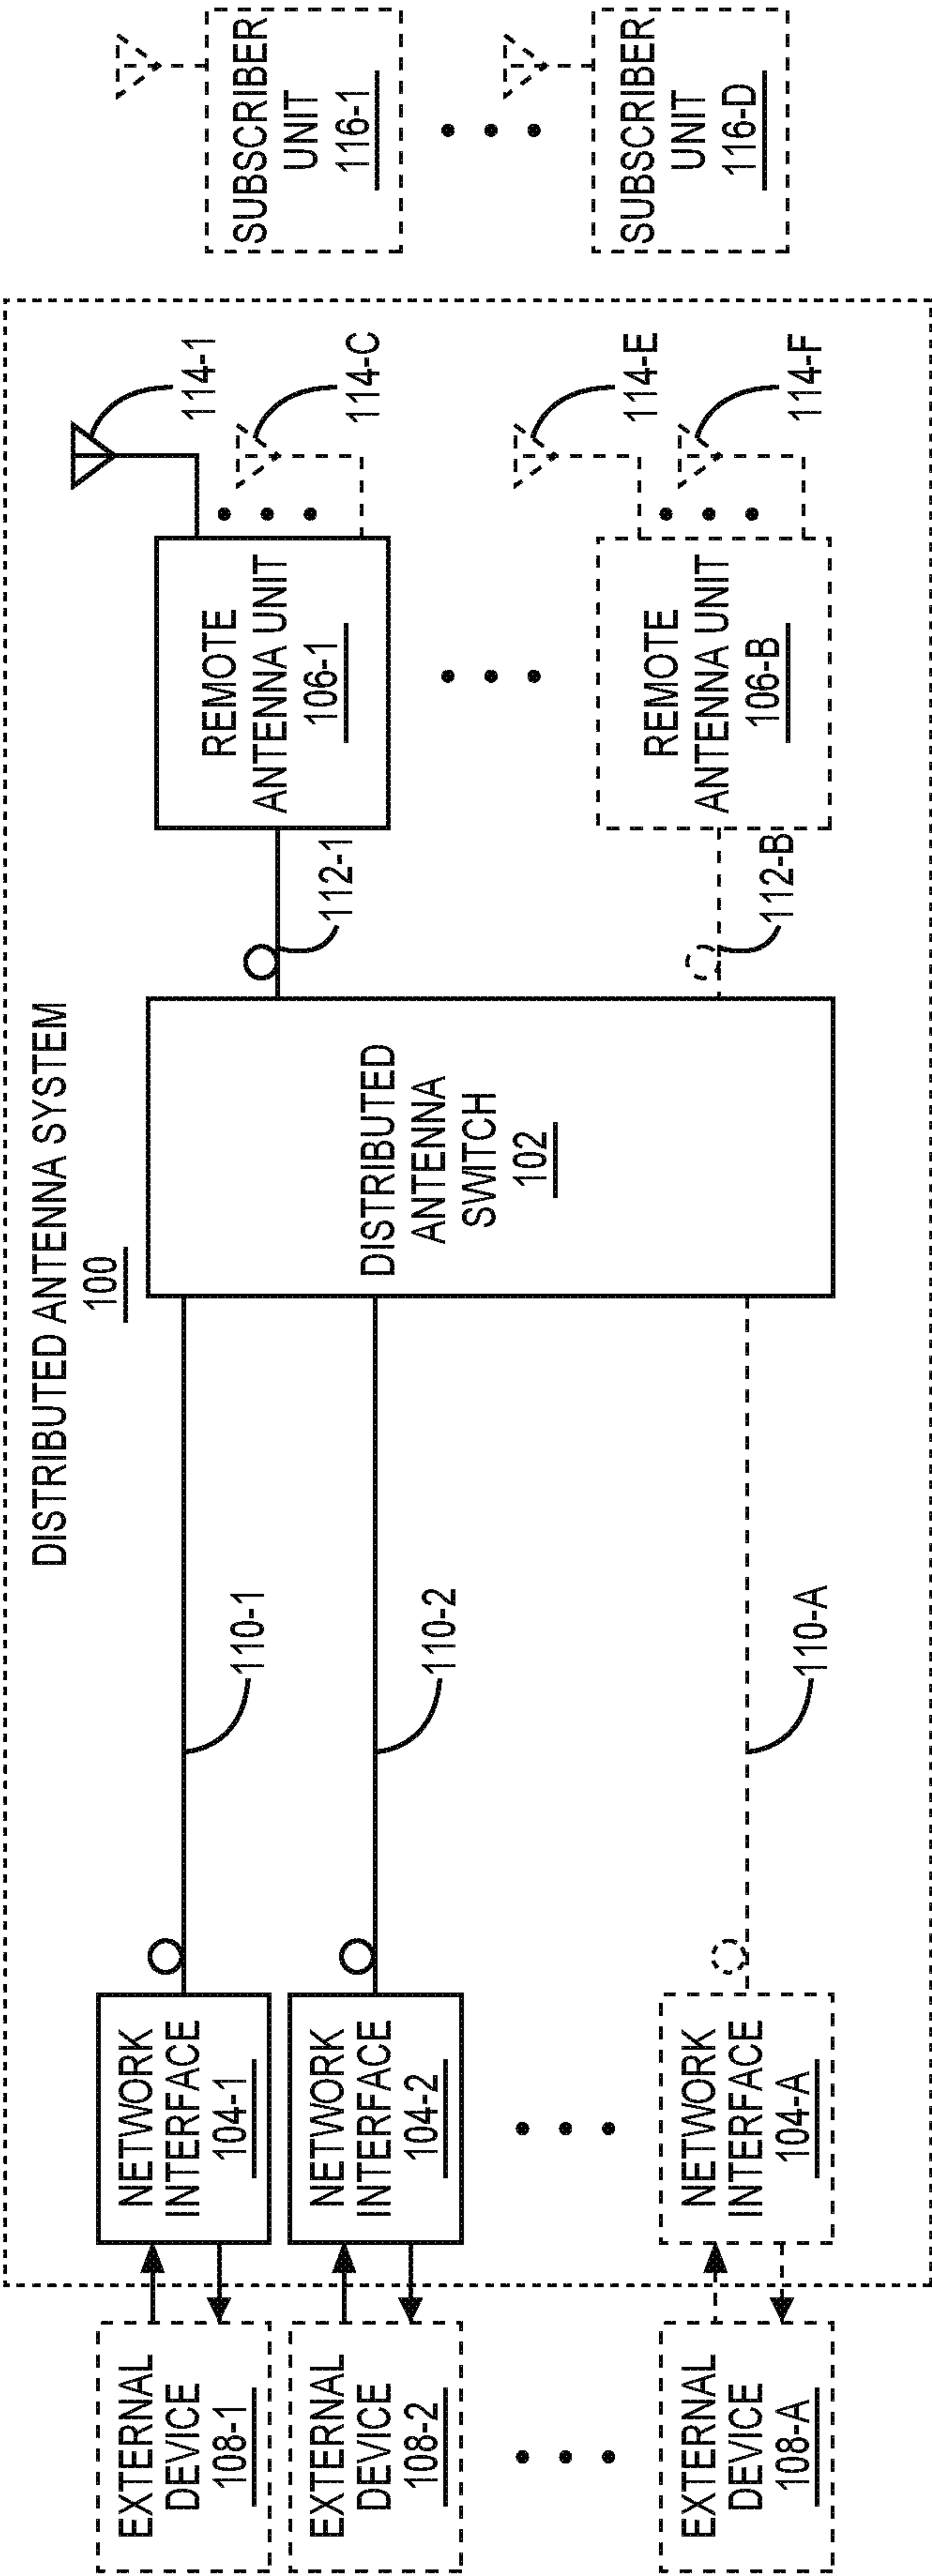 DISTRIBUTED ANTENNA SYSTEM
100
EXTERNAL
DEVICE
108-1
NETWORK
INTERFACE
104-1
110-1
EXTERNAL
DEVICE
108-2
NETWORK
INTERFACE
104-2
110-2
EXTERNAL
DEVICE
108-A
NETWORK
INTERFACE
104-A
110-A
DISTRIBUTED
ANTENNA
SWITCH
102
112-1
REMOTE
ANTENNA UNIT
106-1
114-1
114-C
112-B
REMOTE
ANTENNA UNIT
106-B
114-E
114-F
SUBSCRIBER
UNIT
116-1
SUBSCRIBER
UNIT
116-D